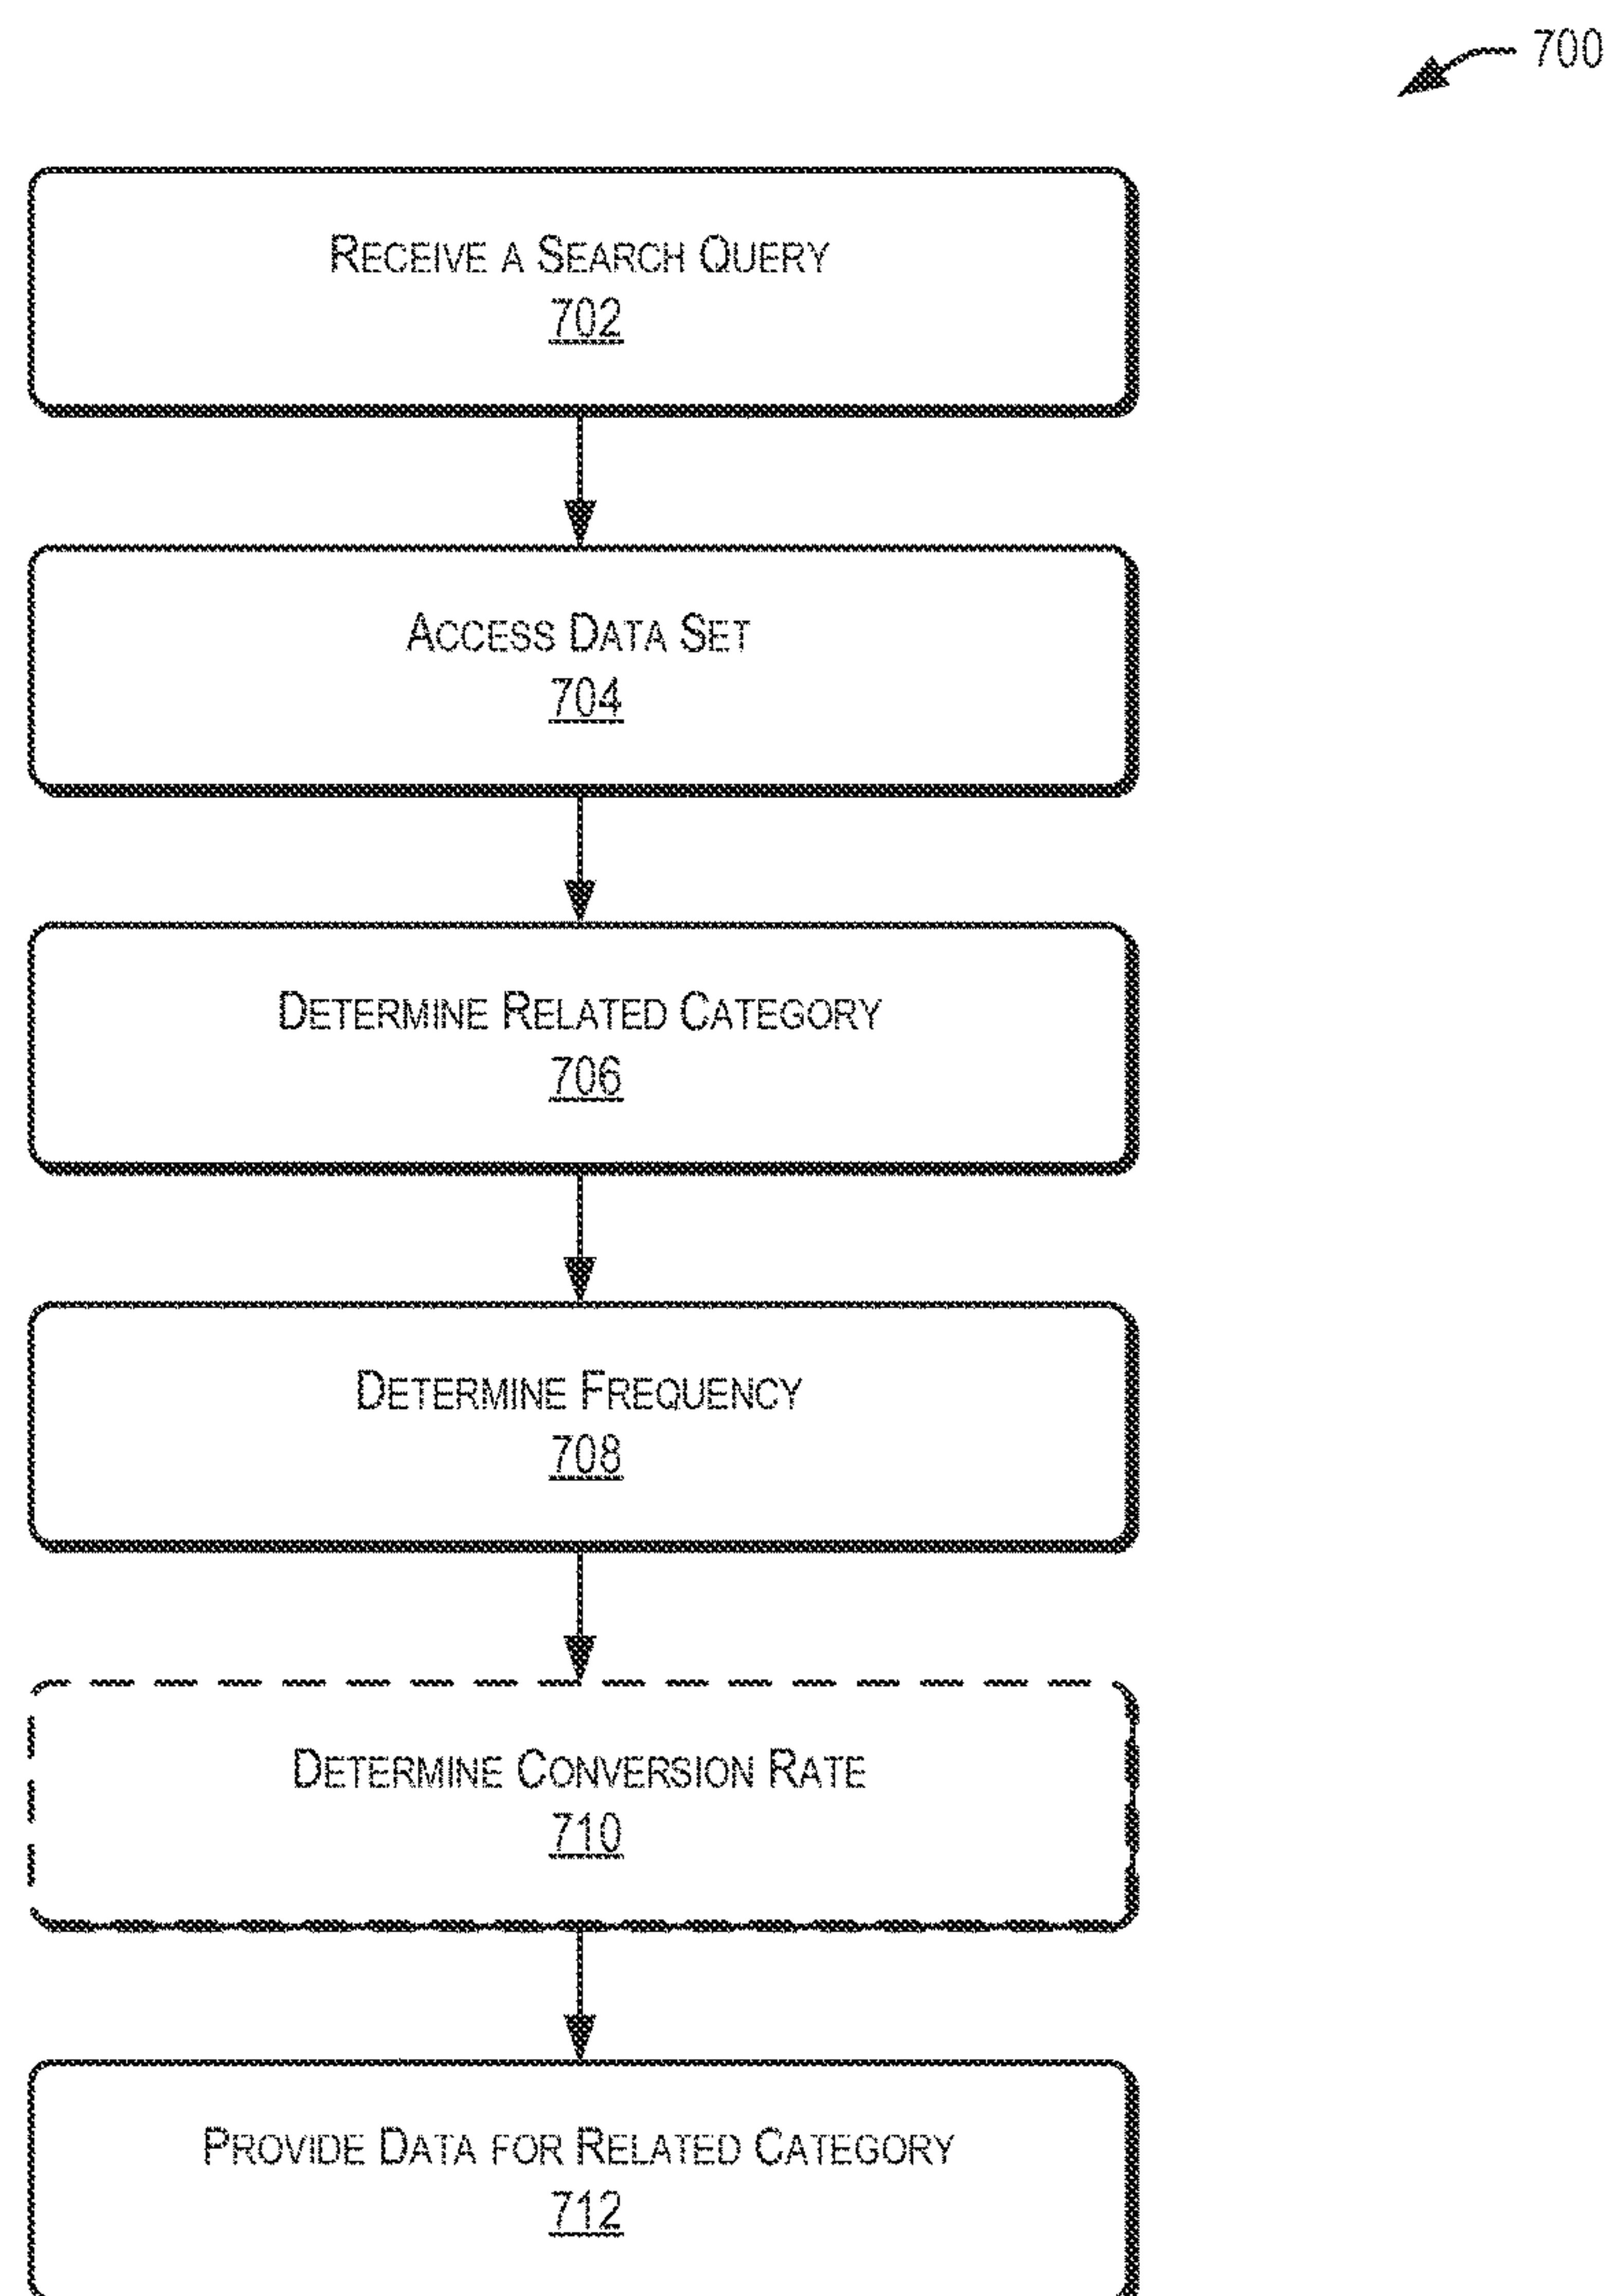 700
RECEIVE A SEARCH QUERY
702
ACCESS DATA SET
704
DETERMINE RELATED CATEGORY
706
DETERMINE FREQUENCY
708
DETERMINE CONVERSION RATE
710
PROVIDE DATA FOR RELATED CATEGORY
712